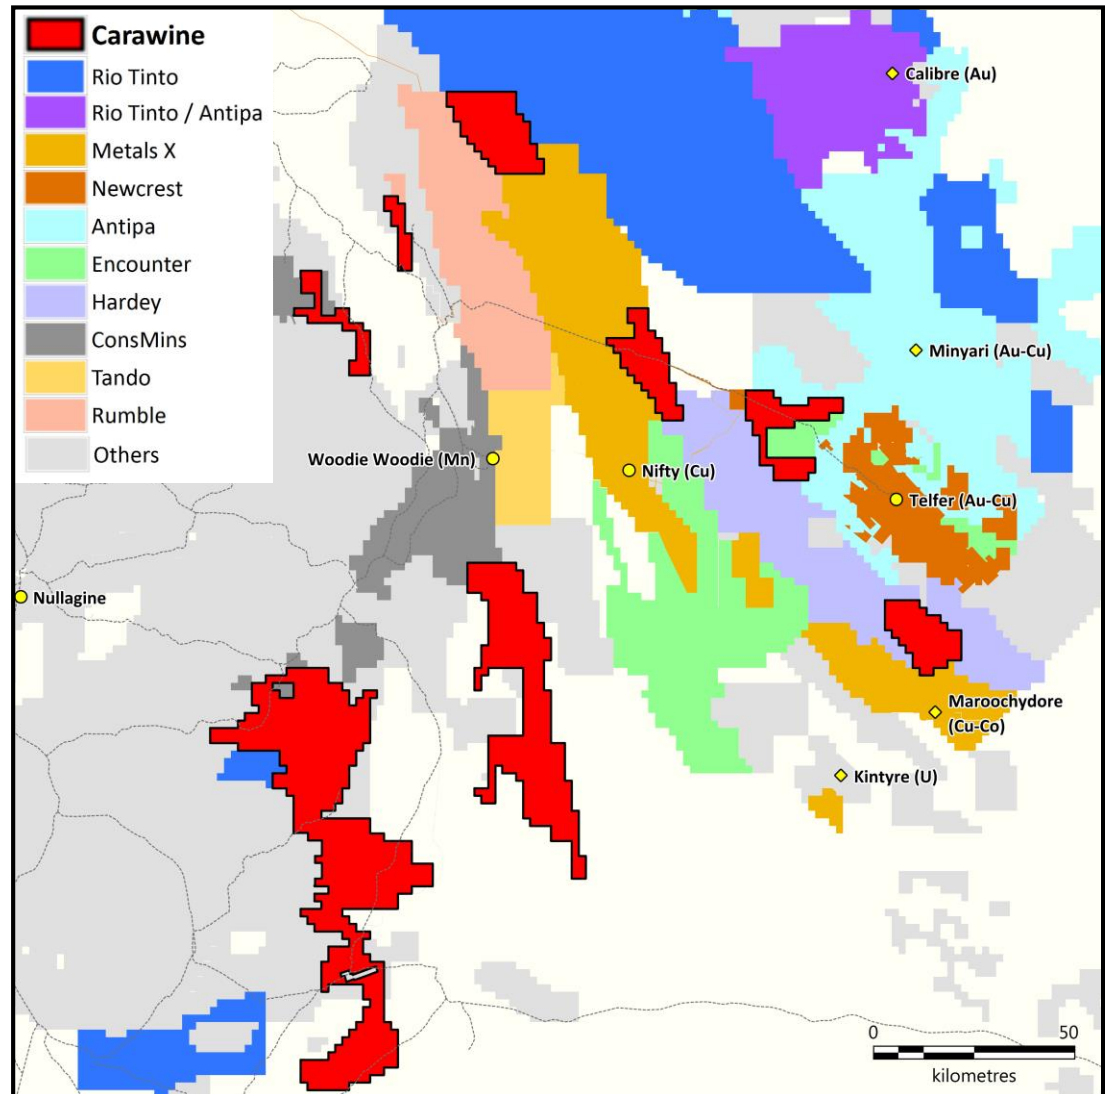 Carawine
Rio Tinto
Rio Tinto / Antipa
Metals X
Newcrest
Antipa
Encounter
Hardey
ConsMins
Tando
Rumble
Others
Calibre (Au)
Minyari (Au-Cu)
Woodie Woodie (Mn)
Nifty (Cu)
Telfer (Au-Cu)
Nullagine
Maroochydore
(Cu-Co)
Kintyre (U)
0 50
kilometres